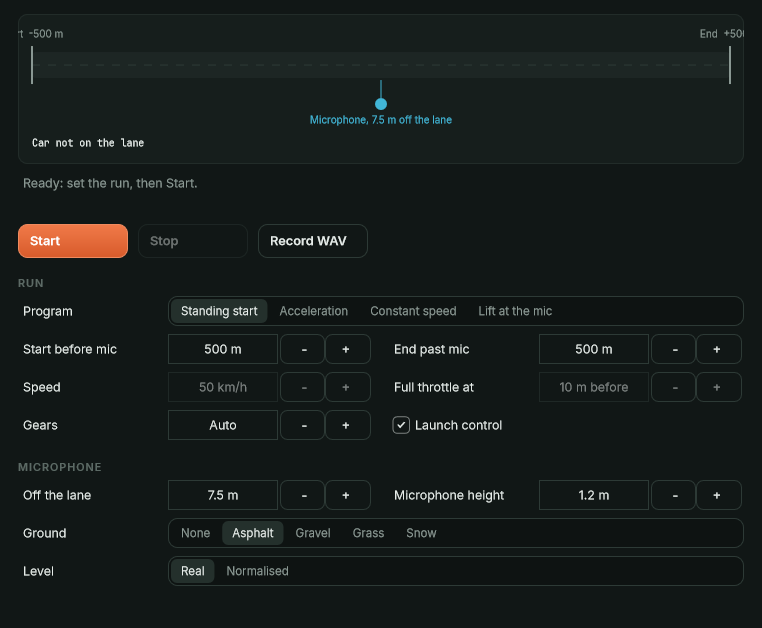 -500 m
End +500
Microphone, 7.5 m off the lane
Car not on the lane
Ready: set the run, then Start.
Start Stop Record WAV
RUN
Program Standing start Acceleration Constant speed Lift at the mic
Start before mic 500 m - + End past mic 500 m - +
Speed 50 km/h - + Full throttle at 10 m before - +
Gears Auto - + Launch control
MICROPHONE
Off the lane 7.5 m - + Microphone height 1.2 m - +
Ground None Asphalt Gravel Grass Snow
Level Real Normalised